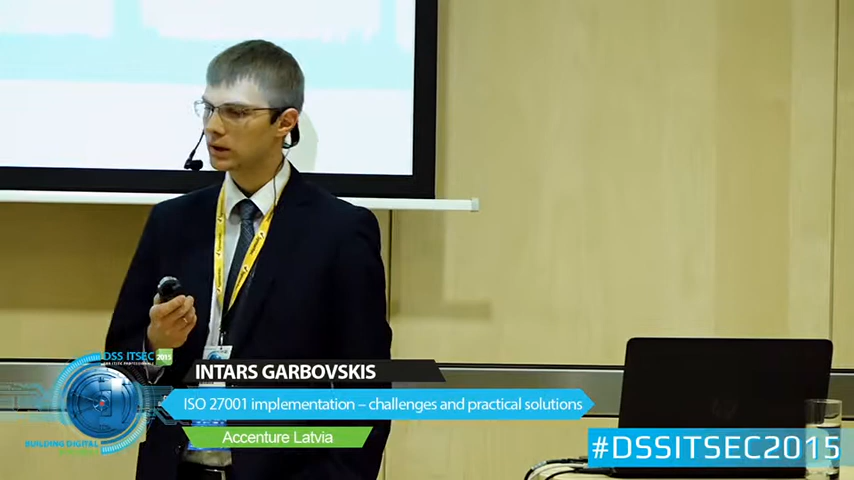 DSS ITSEC 2015
INTARS GARBOVSKIS
ISO 27001 implementation – challenges and practical solutions
BUILDING DIGITAL
Accenture Latvia
#DSSITSEC2015